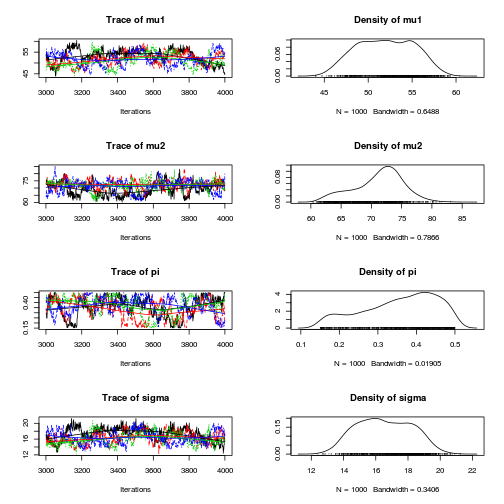 Trace of mu1
55
45
3000 3200 3400 3600 3800 4000
Iterations
Density of mu1
0.06
0.00
45 50 55 60
N = 1000 Bandwidth = 0.6488
Trace of mu2
75
60
3000 3200 3400 3600 3800 4000
Iterations
Density of mu2
0.08
0.00
60 65 70 75 80 85
N = 1000 Bandwidth = 0.7866
Trace of pi
0.40
0.15
3000 3200 3400 3600 3800 4000
Iterations
Density of pi
4
2
0
0.1 0.2 0.3 0.4 0.5
N = 1000 Bandwidth = 0.01905
Trace of sigma
20
16
12
3000 3200 3400 3600 3800 4000
Iterations
Density of sigma
0.15
0.00
12 14 16 18 20 22
N = 1000 Bandwidth = 0.3406